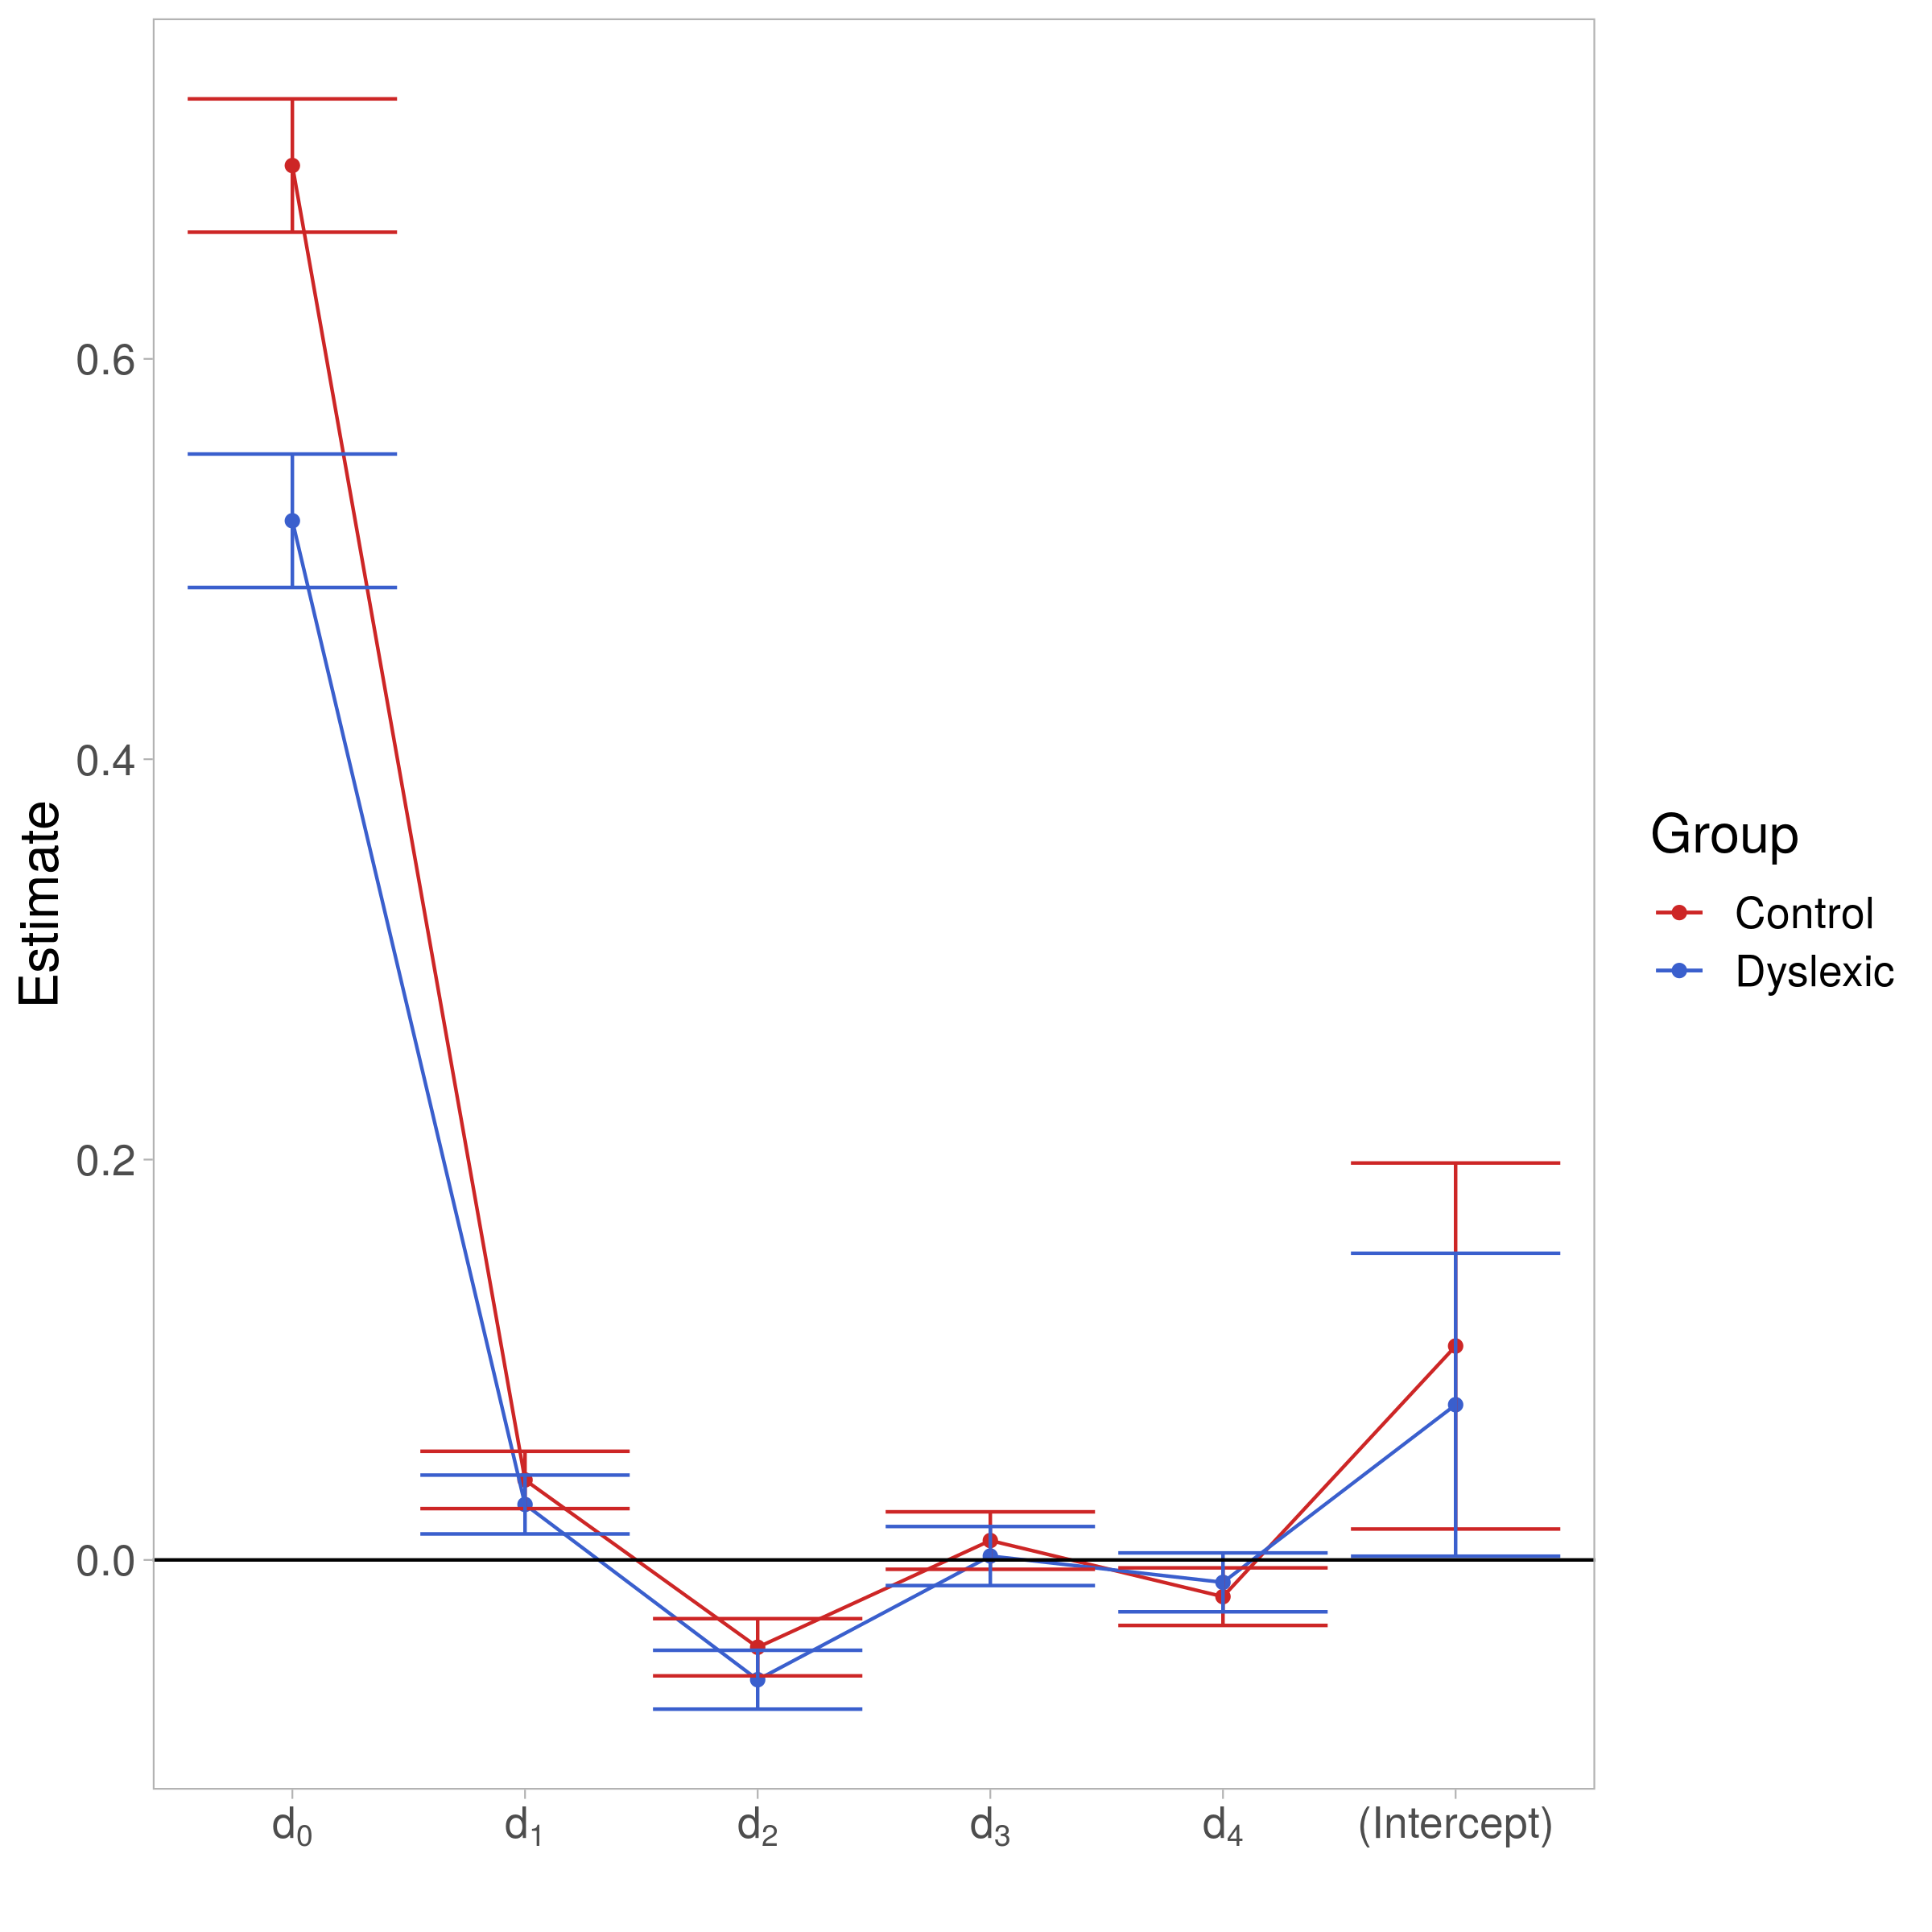 Estimate
0.6
0.4
0.2
0.0
d₀ d₁ d₂ d₃ d₄ (Intercept)
Group
Control
Dyslexic